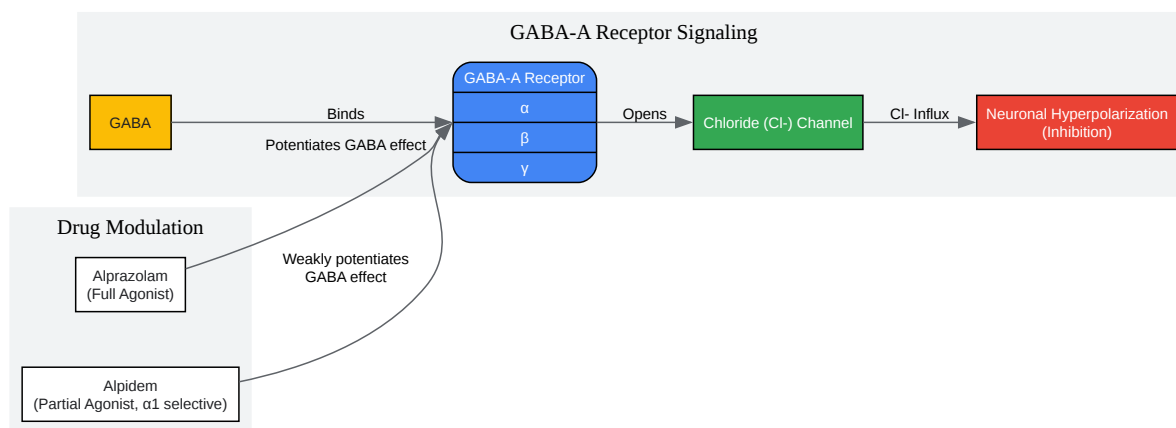 GABA-A Receptor Signaling
GABA
Binds
Potentiates GABA effect
GABA-A Receptor
α
β
γ
Opens
Chloride (Cl-) Channel
Cl- Influx
Neuronal Hyperpolarization
(Inhibition)
Drug Modulation
Alprazolam
(Full Agonist)
Weakly potentiates
GABA effect
Alpidem
(Partial Agonist, α1 selective)